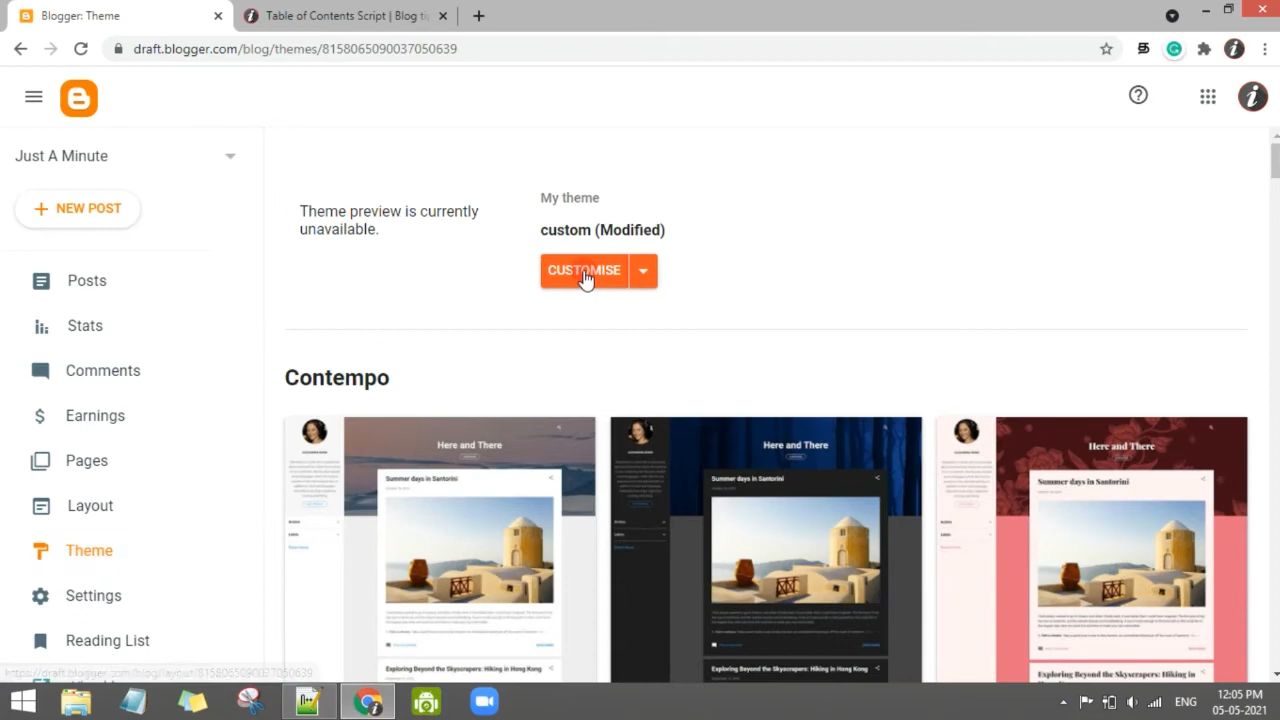 Blogger: Theme
Table of Contents Script | Blog tip
draft.blogger.com/blog/themes/8158065090037050639
Just A Minute
NEW POST
Posts
Stats
Comments
Earnings
Pages
Layout
Theme
Settings
Reading List
Theme preview is currently
unavailable.
My theme
custom (Modified)
CUSTOMISE
Contempo
Here and There
Summer days in Santorini
Exploring Beyond the Skyscrapers: Hiking in Hong Kong
Here and There
Summer days in Santorini
Exploring Beyond the Skyscrapers: Hiking in Hong Kong
Here and There
Summer days in Santorini
Exploring Beyond the
ENG
12:05 PM
05-05-2021